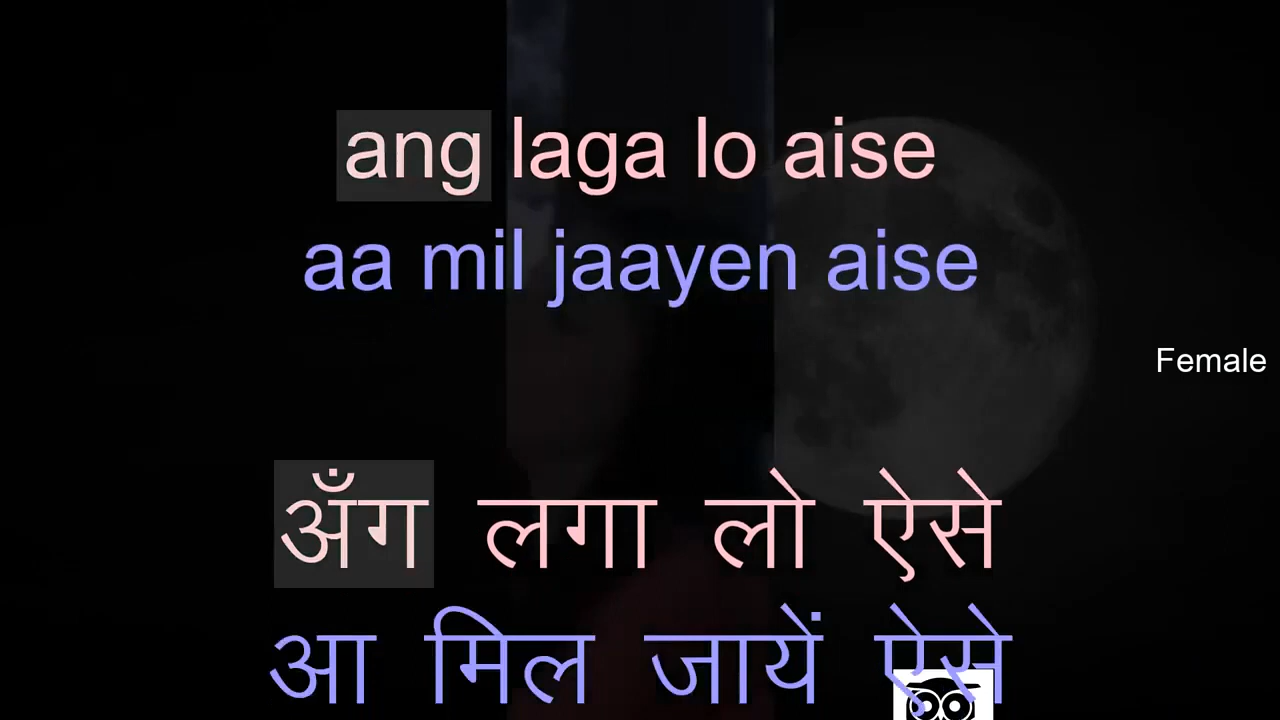 ang laga lo aise
aa mil jaayen aise
Female
अँग लगा लो ऐसे
आ मिल जायें ऐसे